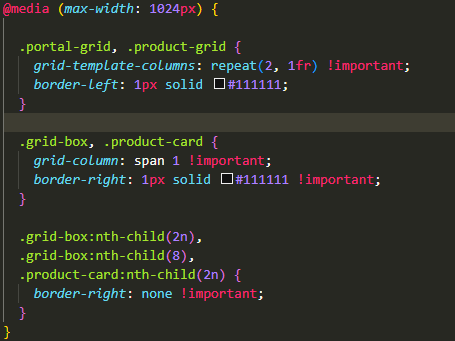 @media (max-width: 1024px) {
.portal-grid, .product-grid {
grid-template-columns: repeat(2, 1fr) !important;
border-left: 1px solid #111111;
}
.grid-box, .product-card {
grid-column: span 1 !important;
border-right: 1px solid #111111 !important;
}
.grid-box:nth-child(2n),
.grid-box:nth-child(8),
.product-card:nth-child(2n) {
border-right: none !important;
}
}